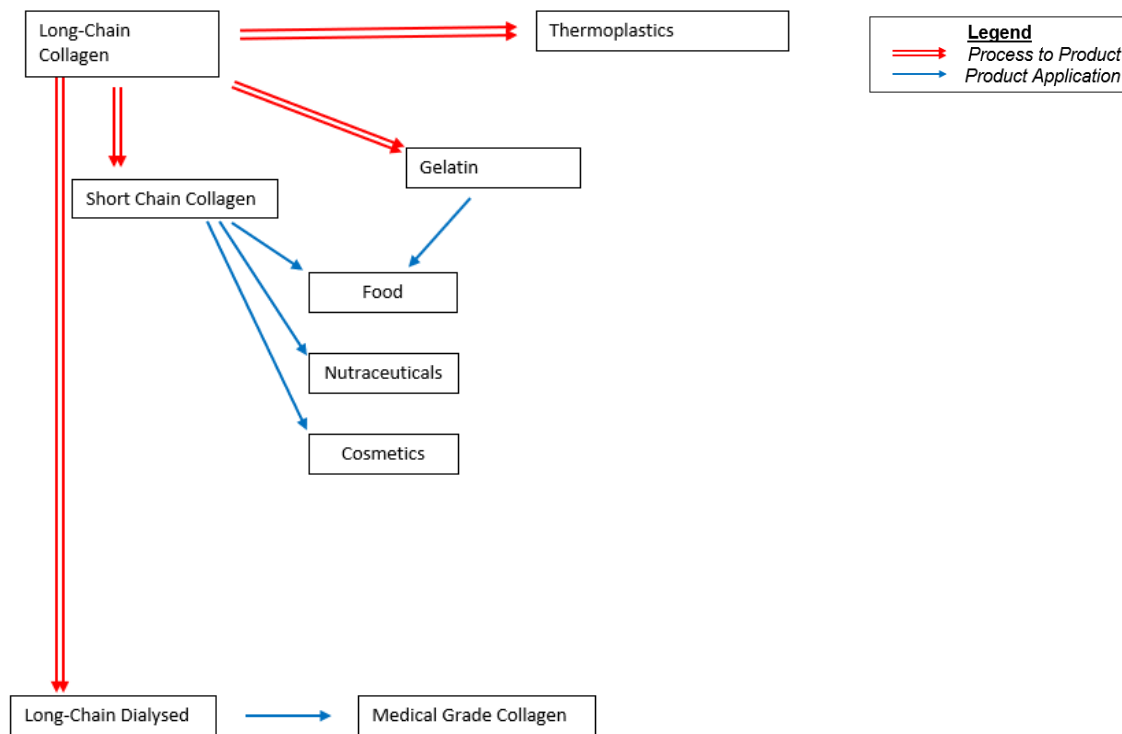 Long-Chain
Collagen
Thermoplastics
Legend
Process to Product
Product Application
Gelatin
Short Chain Collagen
Food
Nutraceuticals
Cosmetics
Long-Chain Dialysed
Medical Grade Collagen